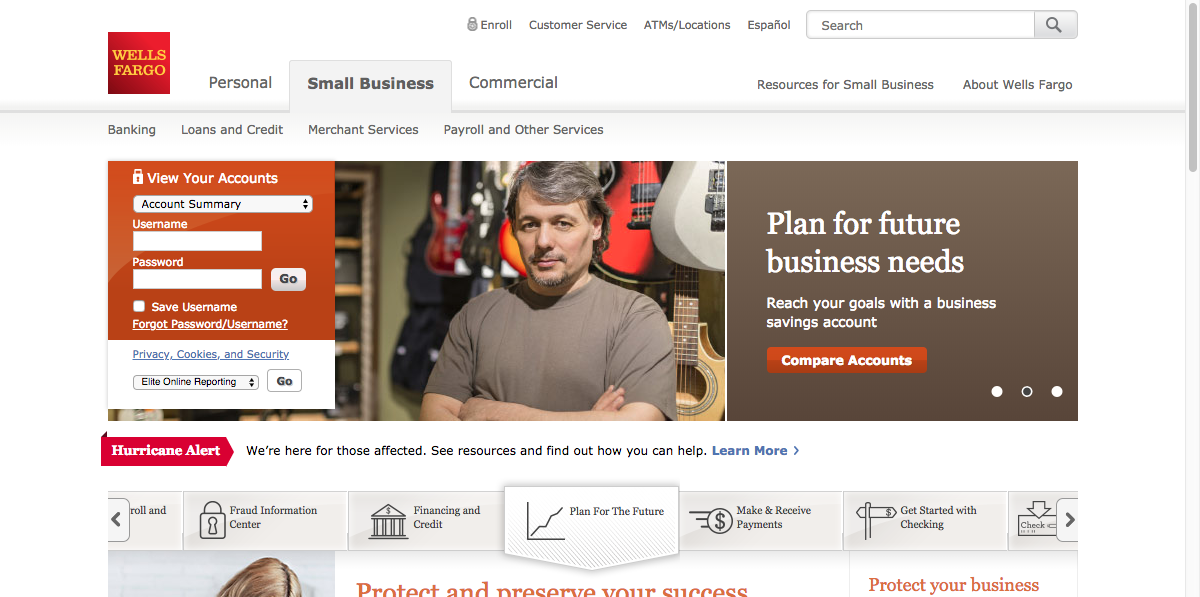 Enroll Customer Service ATMs/Locations Español Search
WELLS
FARGO
Personal Small Business Commercial
Resources for Small Business About Wells Fargo
Banking Loans and Credit Merchant Services Payroll and Other Services
View Your Accounts
Account Summary
Username
Password
Go
Save Username
Forgot Password/Username?
Privacy, Cookies, and Security
Elite Online Reporting Go
Plan for future
business needs
Reach your goals with a business
savings account
Compare Accounts
Hurricane Alert We're here for those affected. See resources and find out how you can help. Learn More
roll and
Fraud Information
Center
Financing and
Credit
Plan For The Future
Make & Receive
Payments
Get Started with
Checking
Check
Protect and preserve your success
Protect your business